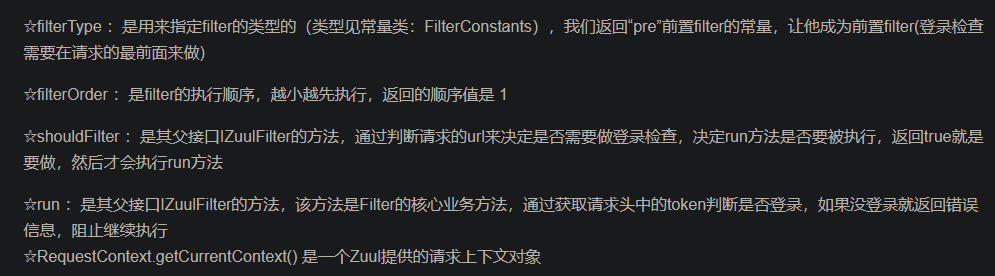 ☆filterType ：是用来指定filter的类型的（类型见常量类：FilterConstants），我们返回“pre”前置filter的常量，让他成为前置filter(登录检查
需要在请求的最前面来做)
☆filterOrder ：是filter的执行顺序，越小越先执行，返回的顺序值是 1
☆shouldFilter ：是其父接口IZuulFilter的方法，通过判断请求的url来决定是否需要做登录检查，决定run方法是否要被执行，返回true就是
要做，然后才会执行run方法
☆run ：是其父接口IZuulFilter的方法，该方法是Filter的核心业务方法，通过获取请求头中的token判断是否登录，如果没登录就返回错误
信息，阻止继续执行
☆RequestContext.getCurrentContext() 是一个Zuul提供的请求上下文对象